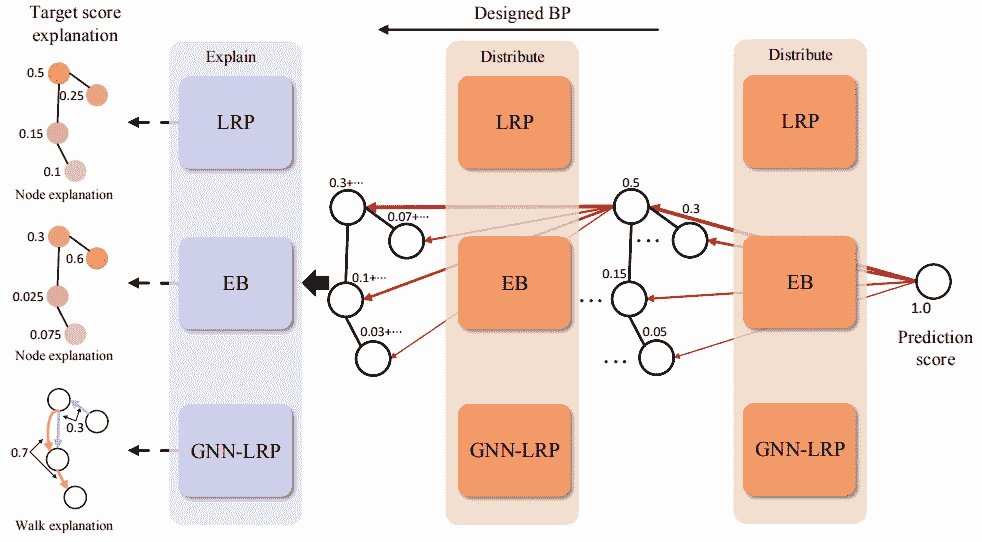 Target score
explanation
Designed BP
Explain
Distribute
Distribute
0.5
0.25
0.15
0.1
Node explanation
LRP
LRP
LRP
0.3+···
0.07+···
0.1+···
0.03+···
0.5
0.3
···
0.15
···
0.05
···
0.3
0.6
0.025
0.075
Node explanation
EB
EB
EB
1.0
Prediction
score
0.3
0.7
Walk explanation
GNN-LRP
GNN-LRP
GNN-LRP